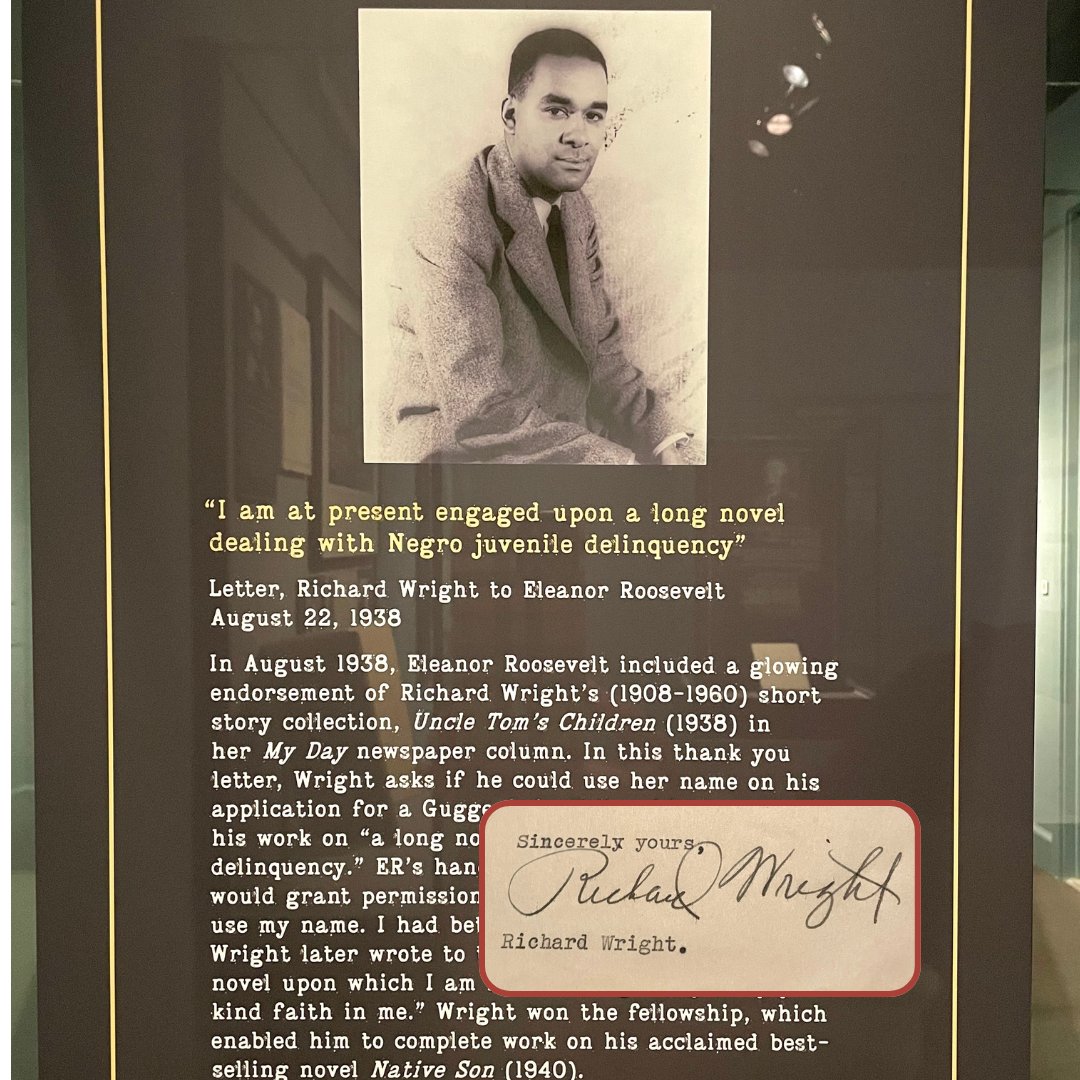 “I am at present engaged upon a long novel
dealing with Negro juvenile delinquency”
Letter, Richard Wright to Eleanor Roosevelt
August 22, 1938
In August 1938, Eleanor Roosevelt included a glowing
endorsement of Richard Wright’s (1908-1960) short
story collection, Uncle Tom’s Children (1938) in
her My Day newspaper column. In this thank you
letter, Wright asks if he could use her name on his
application for a
his work on “a long
delinquency.” ER’s
would grant permission
use my name. I had
Wright later wrote to
novel upon which I am
kind faith in me.” Wright won the fellowship, which
enabled him to complete work on his acclaimed best-
selling novel Native Son (1940).
Sincerely yours,
Richard Wright
Richard Wright.